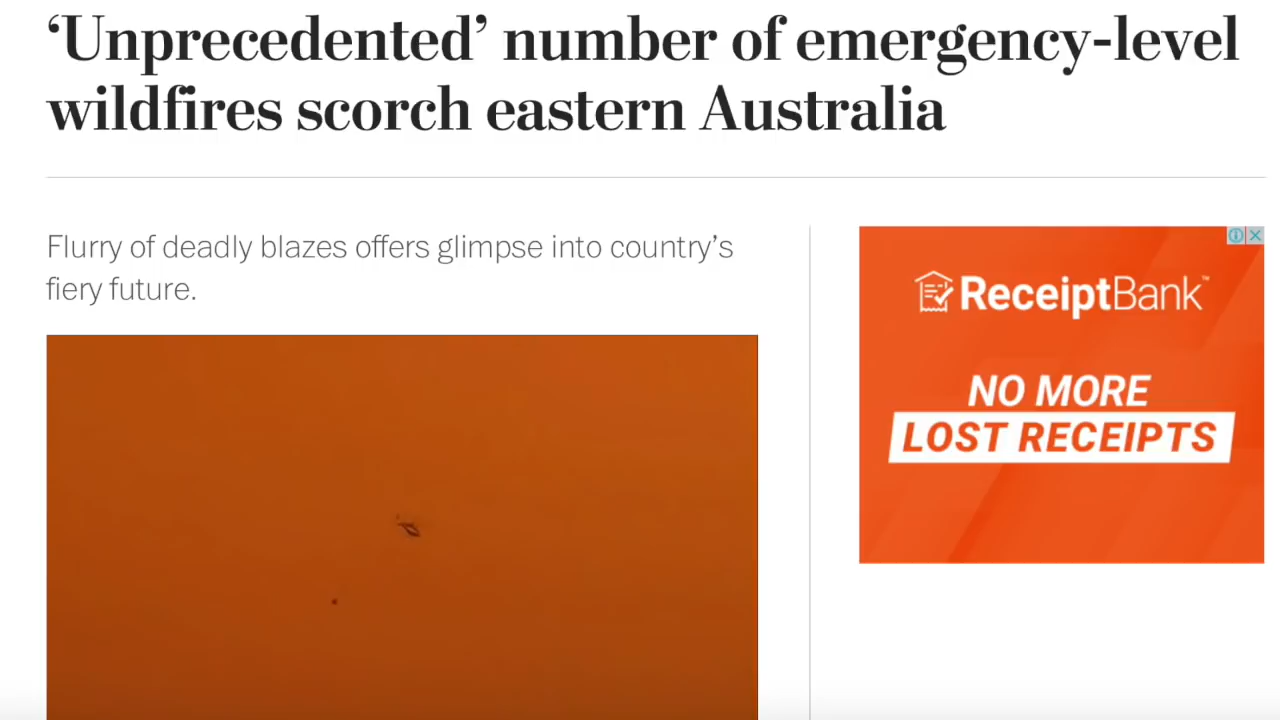 ‘Unprecedented’ number of emergency-level
wildfires scorch eastern Australia
Flurry of deadly blazes offers glimpse into country’s
fiery future.
ReceiptBank™
NO MORE
LOST RECEIPTS